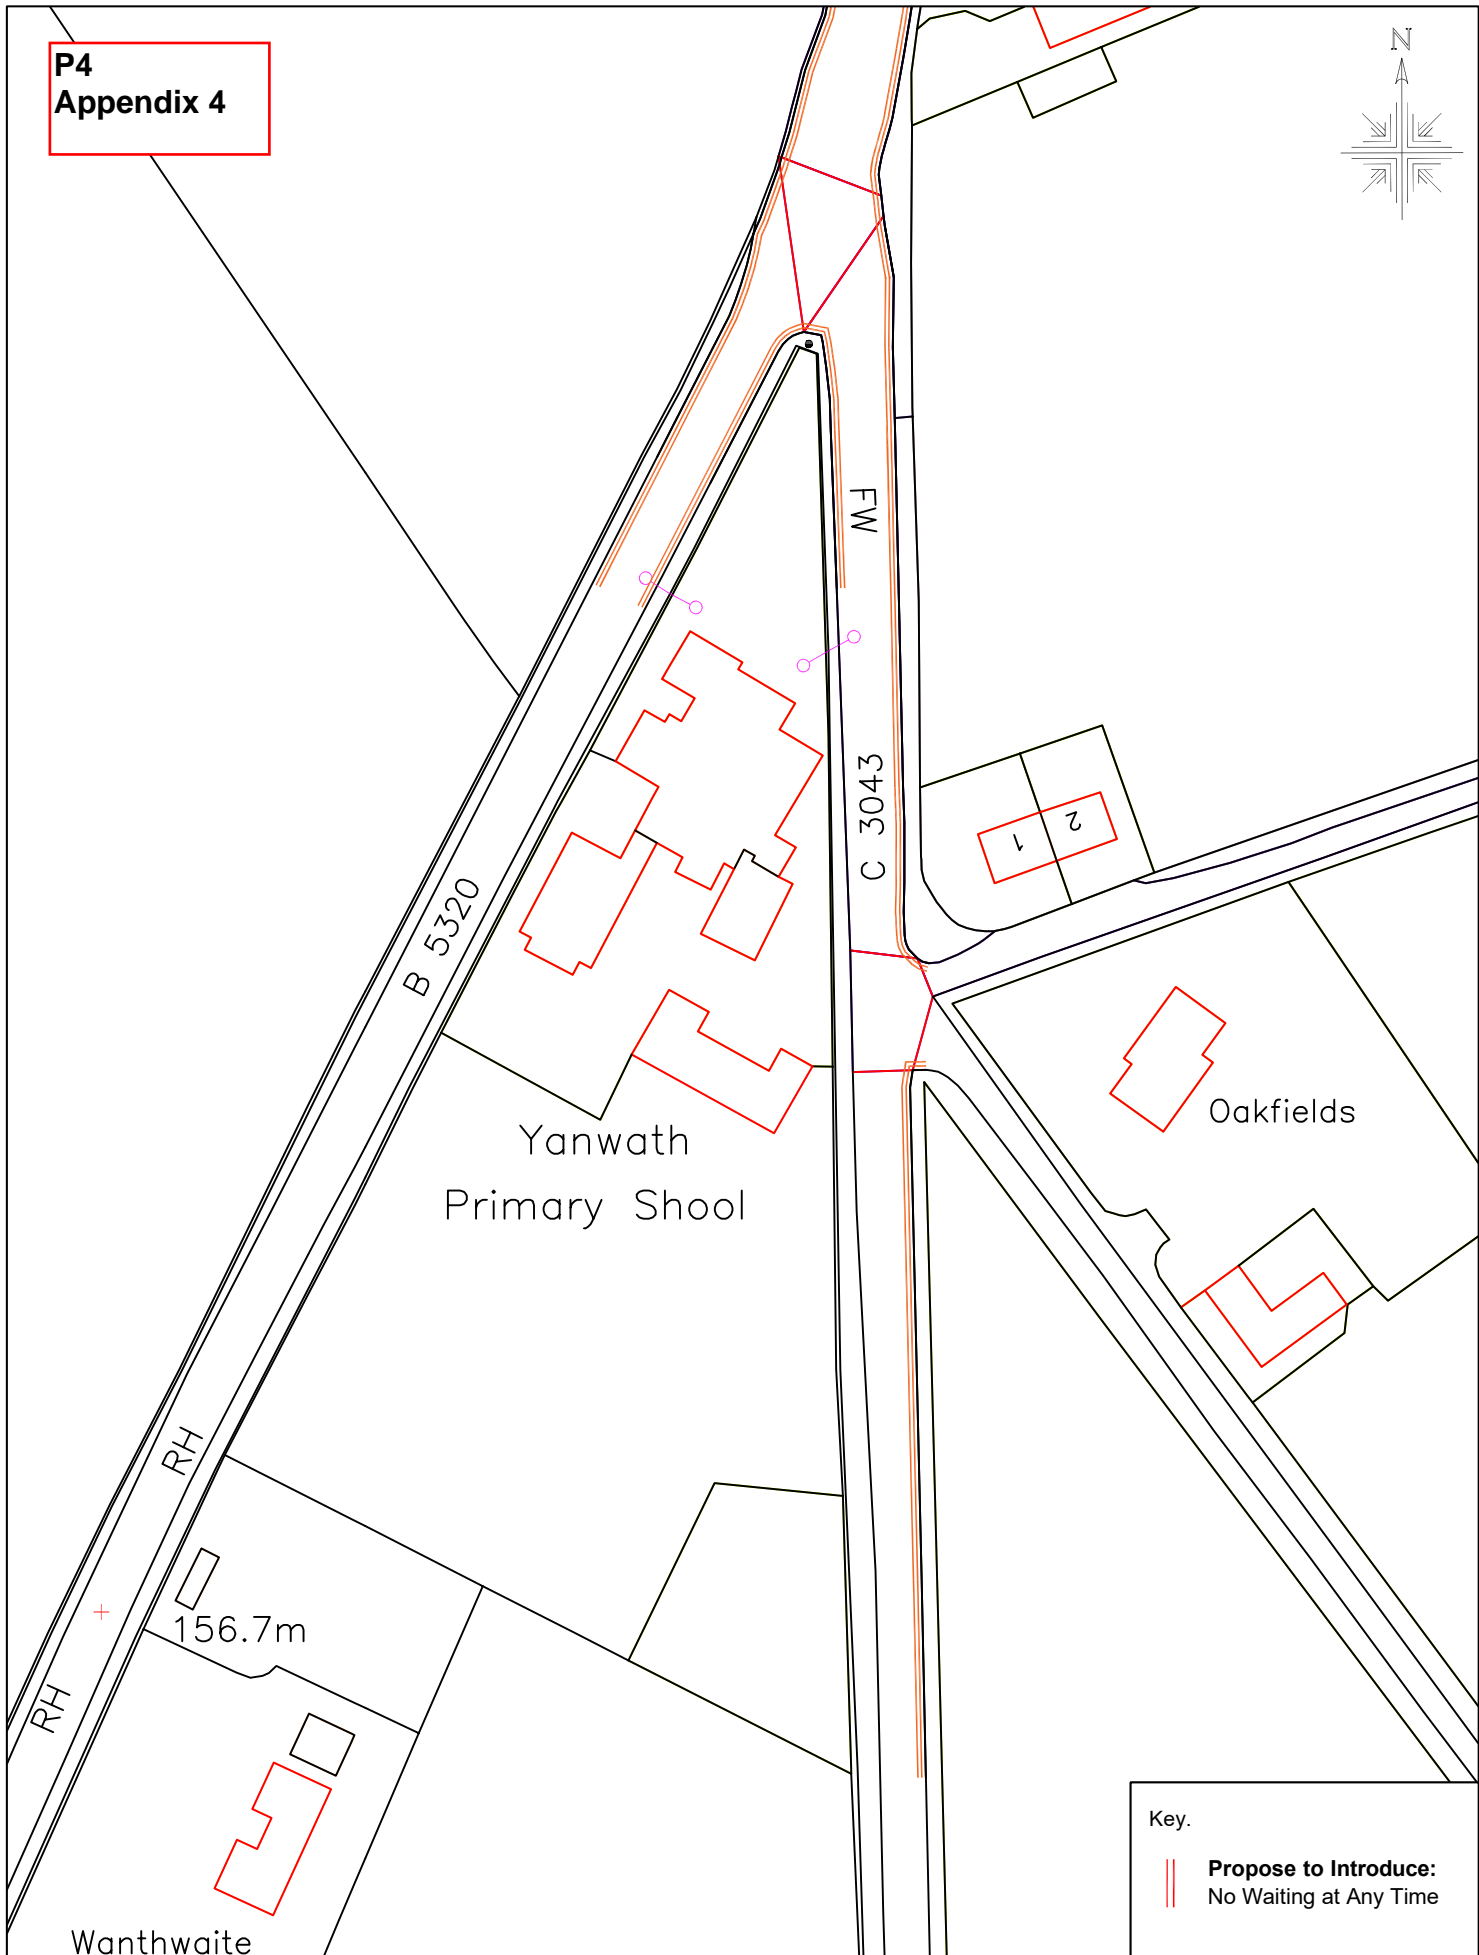 P4
Appendix 4
N
FW
C 3043
1
2
B 5320
Oakfields
Yanwath
Primary Shool
RH
156.7m
RH
Wanthwaite
Key.
Propose to Introduce:
No Waiting at Any Time